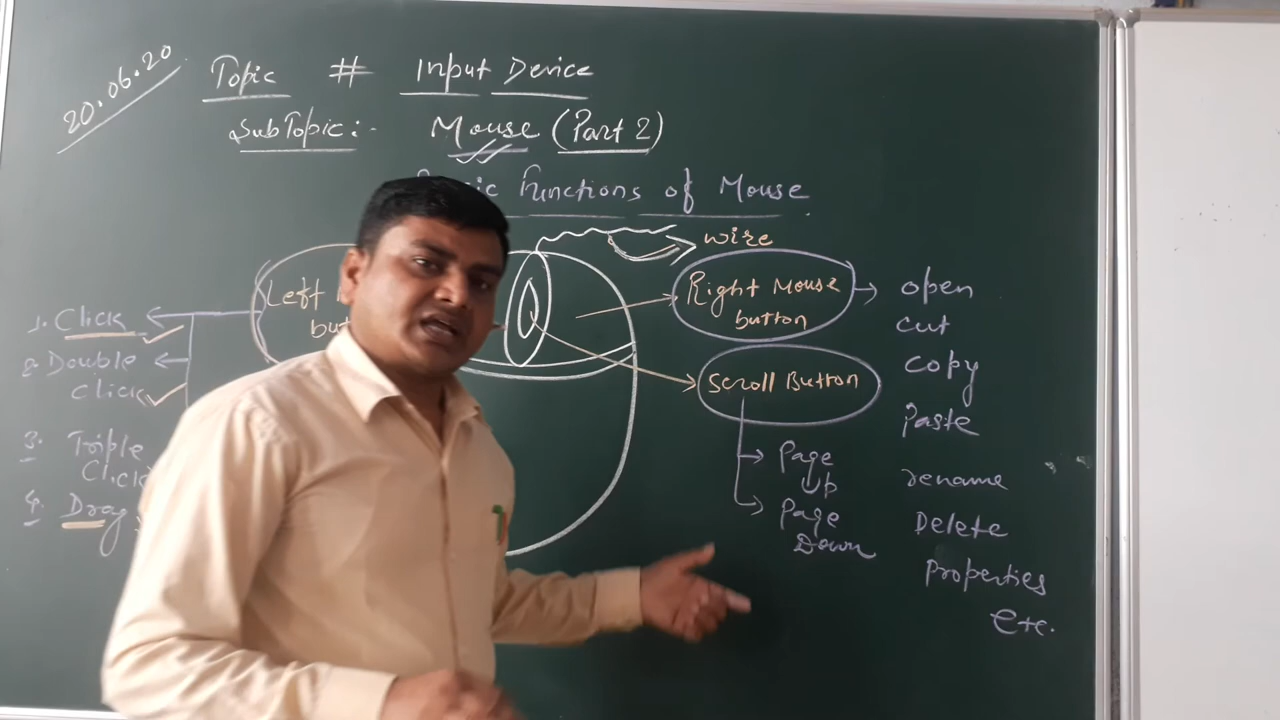 20.06.20
Topic # Input Device
SubTopic:- Mouse (Part 2)
Functions of Mouse
wire
Left
Right Mouse
button
open
cut
copy
paste
rename
Delete
Properties
Etc.
Scroll Button
Page
Up
Page
Down
1. Click
2. Double
Click
3. Triple
Click
4. Drag